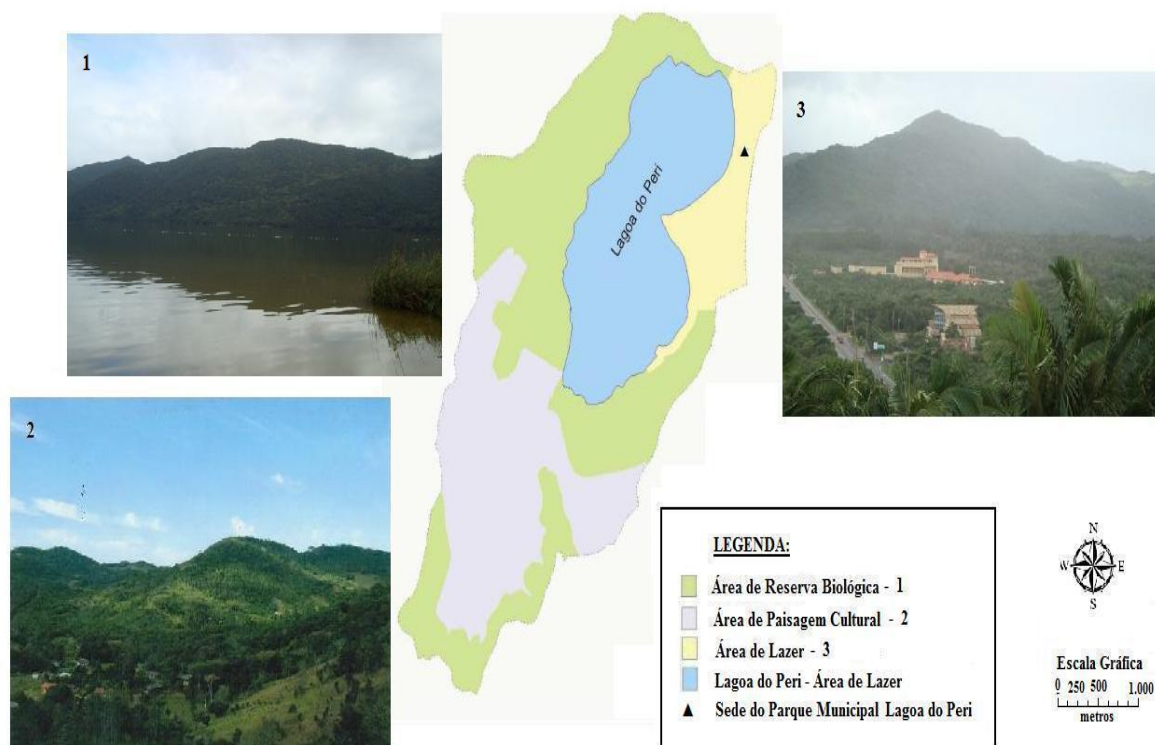 1
3
Lagoa do Peri
2
LEGENDA:
Área de Reserva Biológica - 1
Área de Paisagem Cultural - 2
Área de Lazer - 3
Lagoa do Peri - Área de Lazer
Sede do Parque Municipal Lagoa do Peri
N
W E
S
Escala Gráfica
0 250 500 1.000
metros